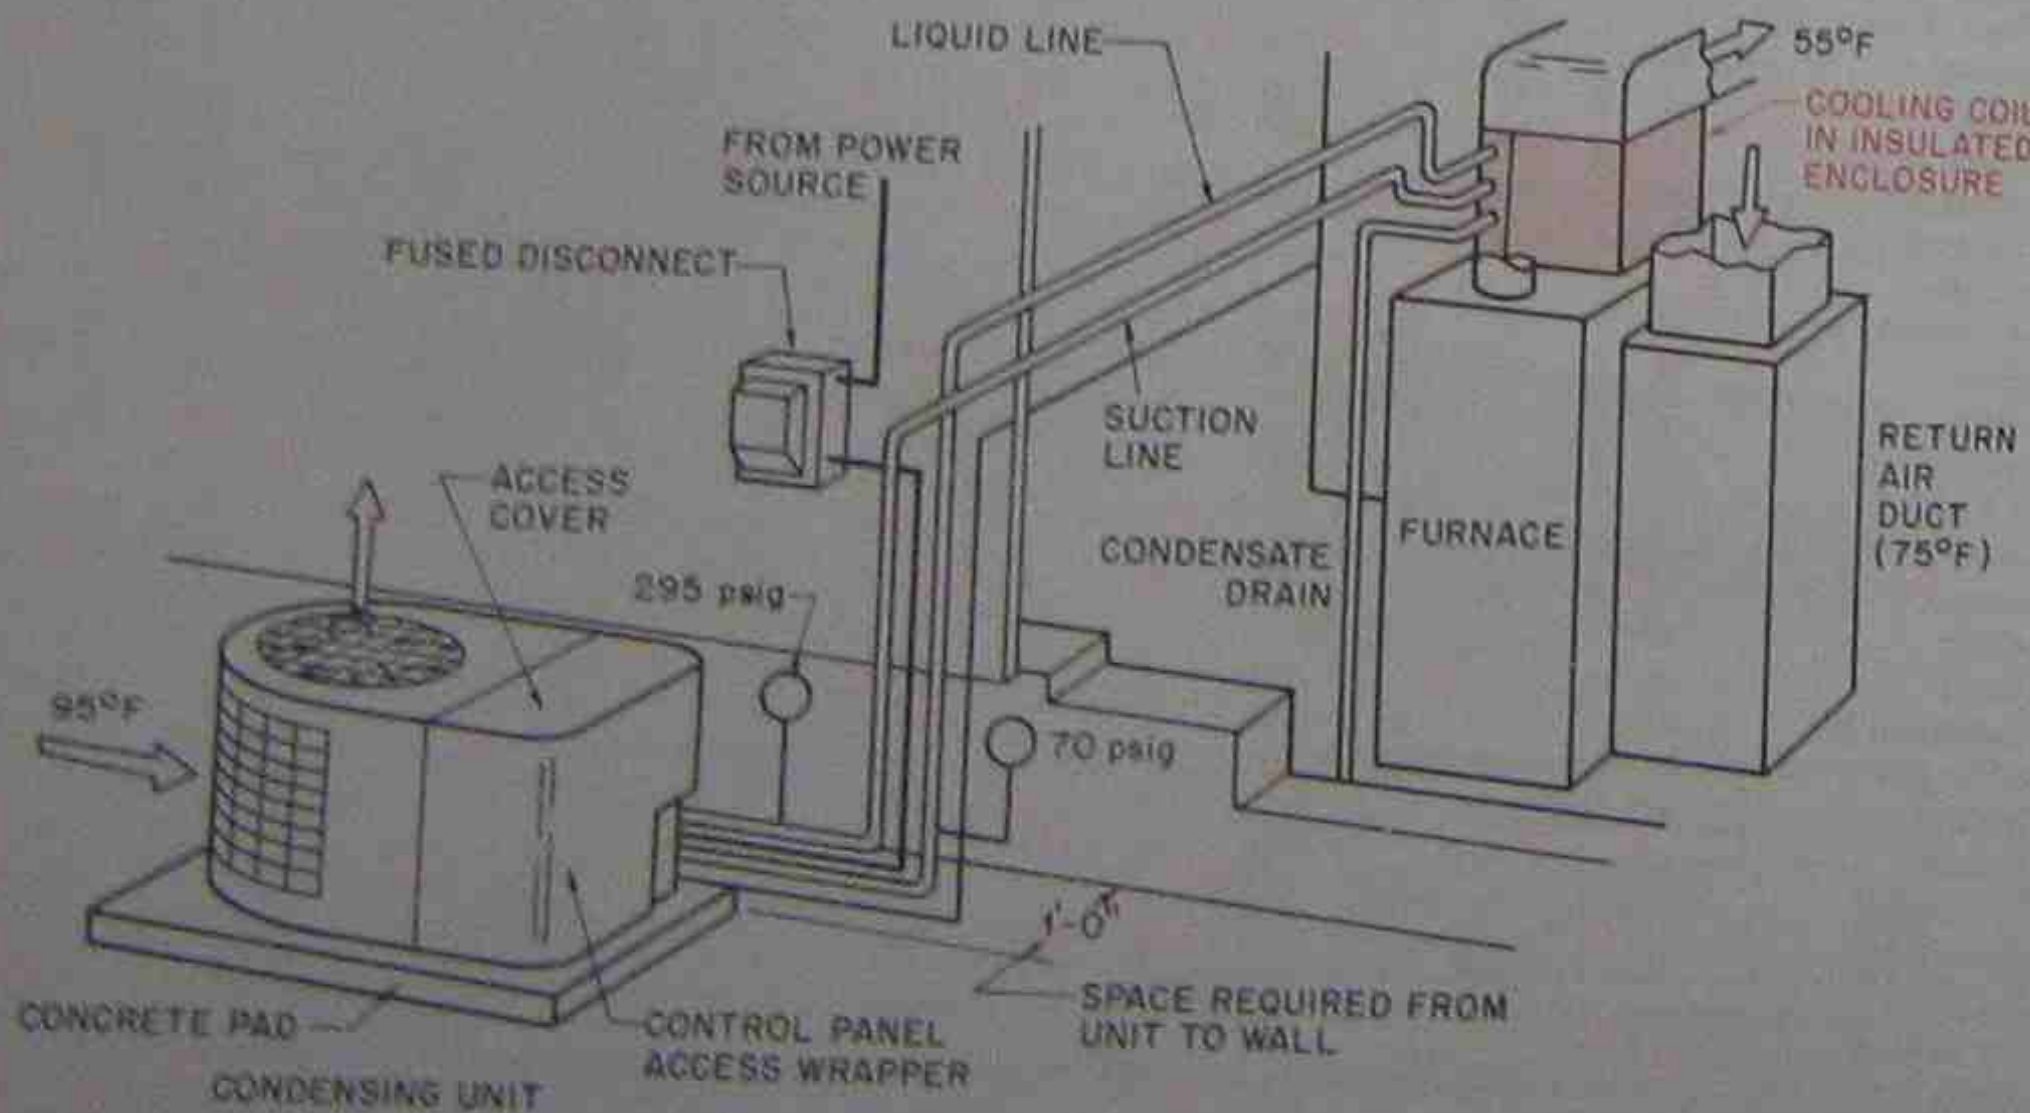 LIQUID LINE
55°F
COOLING COIL
IN INSULATED
ENCLOSURE
FROM POWER
SOURCE
FUSED DISCONNECT
SUCTION
LINE
RETURN
AIR
DUCT
(75°F)
ACCESS
COVER
FURNACE
CONDENSATE
DRAIN
295 psig
95°F
70 psig
1'-0"
SPACE REQUIRED FROM
UNIT TO WALL
CONCRETE PAD
CONTROL PANEL
ACCESS WRAPPER
CONDENSING UNIT